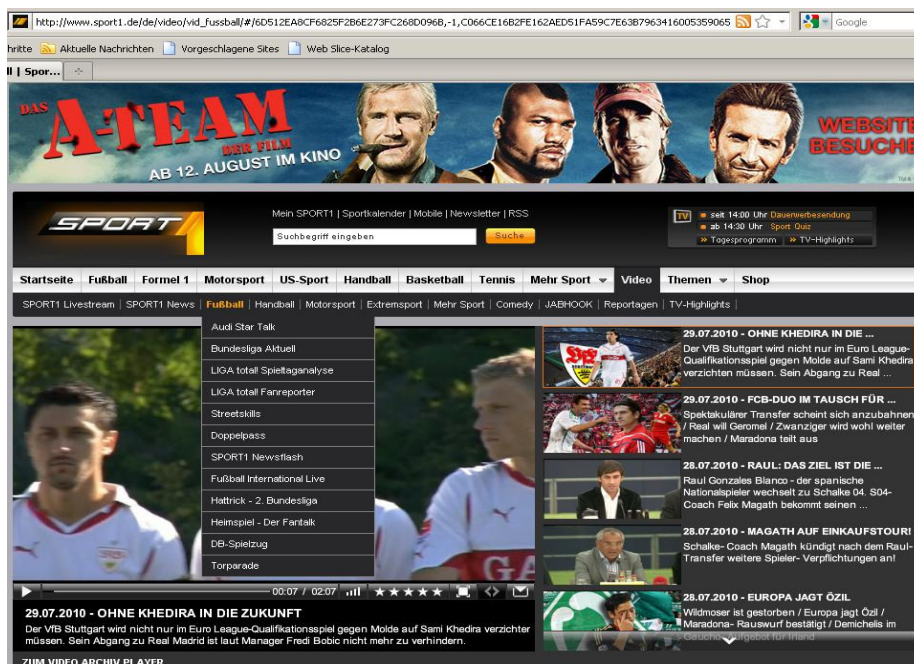 http://www.sport1.de/de/video/vid_fussball/#/6D512EA8CF6825F2B6E273FC268D096B,-1,C066CE16B2FE162AED51FA59C7E63B7963416005359065
Google
hritte Aktuelle Nachrichten Vorgeschlagene Sites Web Slice-Katalog
ll | Spor...
DAS
A-TEAM
DER FILM
AB 12. AUGUST IM KINO
WEBSITE
BESUCHE
SPORT1
Mein SPORT1 | Sportkalender | Mobile | Newsletter | RSS
Suchbegriff eingeben Suche
TV seit 14:00 Uhr Dauerwerbesendung
ab 14:30 Uhr Sport Quiz
» Tagesprogramm » TV-Highlights
Startseite Fußball Formel 1 Motorsport US-Sport Handball Basketball Tennis Mehr Sport Video Themen Shop
SPORT1 Livestream | SPORT1 News | Fußball | Handball | Motorsport | Extremsport | Mehr Sport | Comedy | JABHOOK | Reportagen | TV-Highlights |
Audi Star Talk
Bundesliga Aktuell
LIGA total! Spieltaganalyse
LIGA total! Fanreporter
Streetskills
Doppelpass
SPORT1 Newsflash
Fußball International Live
Hattrick - 2. Bundesliga
Heimspiel - Der Fantalk
DB-Spielzug
Torparade
GA
00:07 / 02:07
29.07.2010 - OHNE KHEDIRA IN DIE ZUKUNFT
Der VfB Stuttgart wird nicht nur im Euro League-Qualifikationsspiel gegen Molde auf Sami Khedira verzichter
müssen. Sein Abgang zu Real Madrid ist laut Manager Fredi Bobic nicht mehr zu verhindern.
ZUM VIDEO ARCHIV PLAYER
29.07.2010 - OHNE KHEDIRA IN DIE ...
Der VfB Stuttgart wird nicht nur im Euro League-
Qualifikationsspiel gegen Molde auf Sami Khedira
verzichten müssen. Sein Abgang zu Real ...
29.07.2010 - FCB-DUO IM TAUSCH FÜR ...
Spektakulärer Transfer scheint sich anzubahnen
/ Real will Geromel / Zwanziger wird wohl weiter
machen / Maradona teilt aus
28.07.2010 - RAUL: DAS ZIEL IST DIE ...
Raul Gonzales Blanco - der spanische
Nationalspieler wechselt zu Schalke 04. S04-
Coach Felix Magath bekommt seinen ...
28.07.2010 - MAGATH AUF EINKAUFSTOUR!
Schalke- Coach Magath kündigt nach dem Raul-
Transfer weitere Spieler- Verpflichtungen an!
28.07.2010 - EUROPA JAGT ÖZIL
Wildmoser ist gestorben / Europa jagt Özil /
Maradona- Rauswurf bestätigt / Demichelis im
Gaucho-Aufgebot für Irland